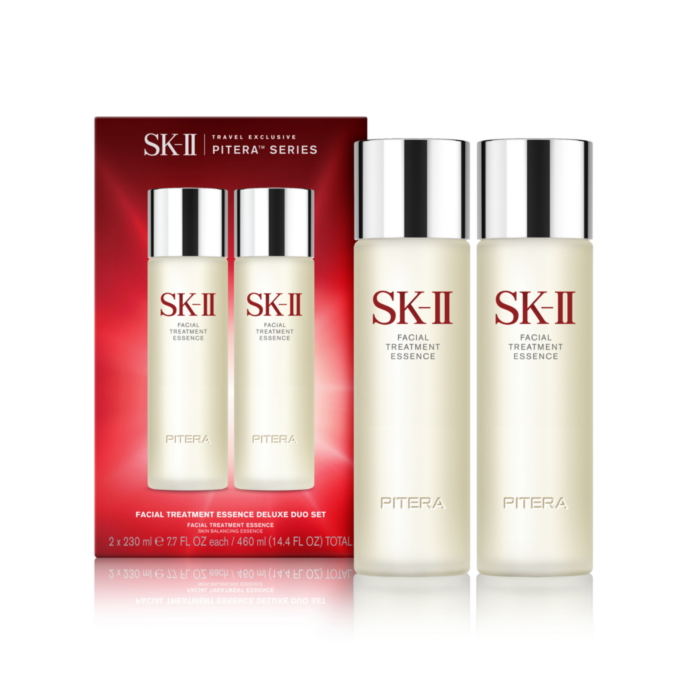 SK-II
TRAVEL EXCLUSIVE
PITERA™ SERIES
SK-II
FACIAL
TREATMENT
ESSENCE
PITERA
SK-II
FACIAL
TREATMENT
ESSENCE
PITERA
FACIAL TREATMENT ESSENCE DELUXE DUO SET
FACIAL TREATMENT ESSENCE
SKIN BALANCING ESSENCE
2 x 230 ml ℮ 7.7 FL OZ each / 460 ml (14.4 FL OZ) TOTAL
SK-II
FACIAL
TREATMENT
ESSENCE
PITERA
SK-II
FACIAL
TREATMENT
ESSENCE
PITERA